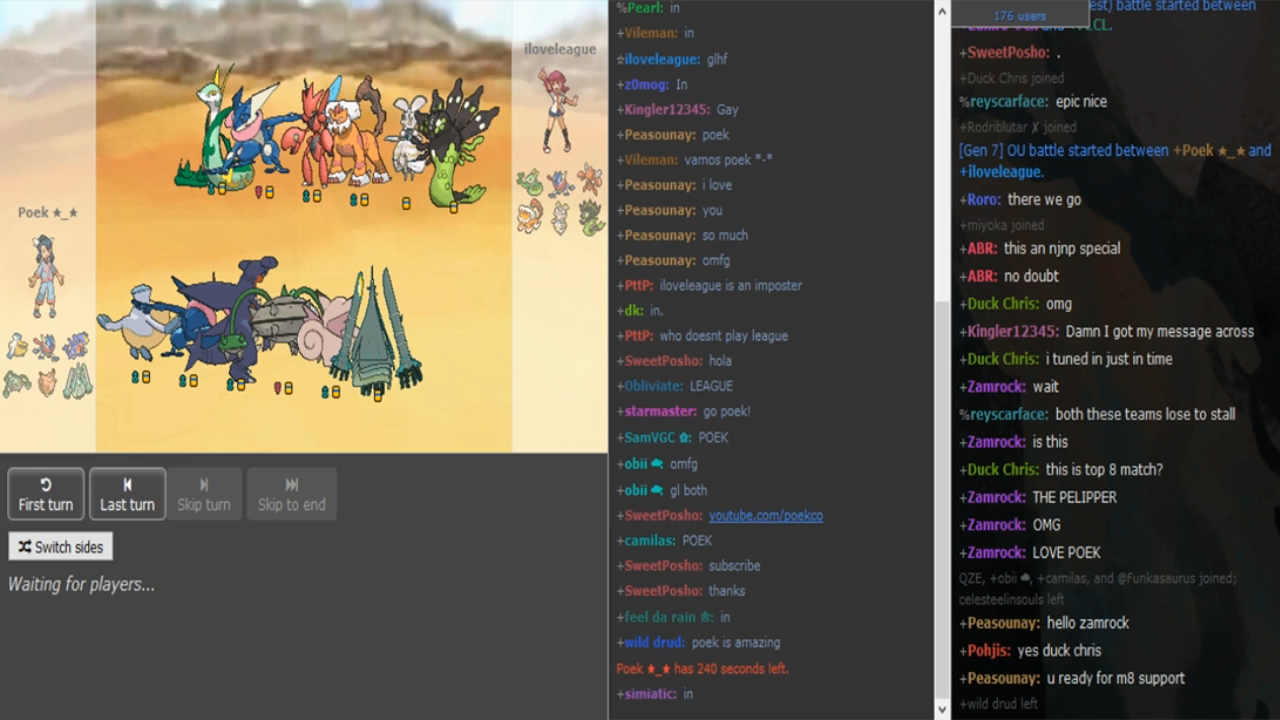 iloveleague
Poek ★_★
First turn
Last turn
Skip turn
Skip to end
Switch sides
Waiting for players...
%Pearl: in
+Vileman: in
☆iloveleague: glhf
+z0mog: In
+Kingler12345: Gay
+Peasounay: poek
+Vileman: vamos poek *-*
+Peasounay: i love
+Peasounay: you
+Peasounay: so much
+Peasounay: omfg
+PttP: iloveleague is an imposter
+dk: in.
+PttP: who doesnt play league
+SweetPosho: hola
+Obliviate: LEAGUE
+starmaster: go poek!
+SamVGC ✿: POEK
+obii ☁: omfg
+obii ☁: gl both
+SweetPosho: youtube.com/poekco
+camilas: POEK
+SweetPosho: subscribe
+SweetPosho: thanks
+feel da rain: in
+wild drud: poek is amazing
Poek ★_★ has 240 seconds left.
+simiatic: in
176 users
battle started between
+SweetPosho: .
+Duck Chris joined
%reyscarface: epic nice
+Rodriblutar ✗ joined
[Gen 7] OU battle started between +Poek ★_★ and
+iloveleague.
+Roro: there we go
+miyoka joined
+ABR: this an njnp special
+ABR: no doubt
+Duck Chris: omg
+Kingler12345: Damn I got my message across
+Duck Chris: i tuned in just in time
+Zamrock: wait
%reyscarface: both these teams lose to stall
+Zamrock: is this
+Duck Chris: this is top 8 match?
+Zamrock: THE PELIPPER
+Zamrock: OMG
+Zamrock: LOVE POEK
QZE, +obii ☁, +camilas, and @Funkasaurus joined;
celesteelinsouls left
+Peasounay: hello zamrock
+Pohjis: yes duck chris
+Peasounay: u ready for m8 support
+wild drud left